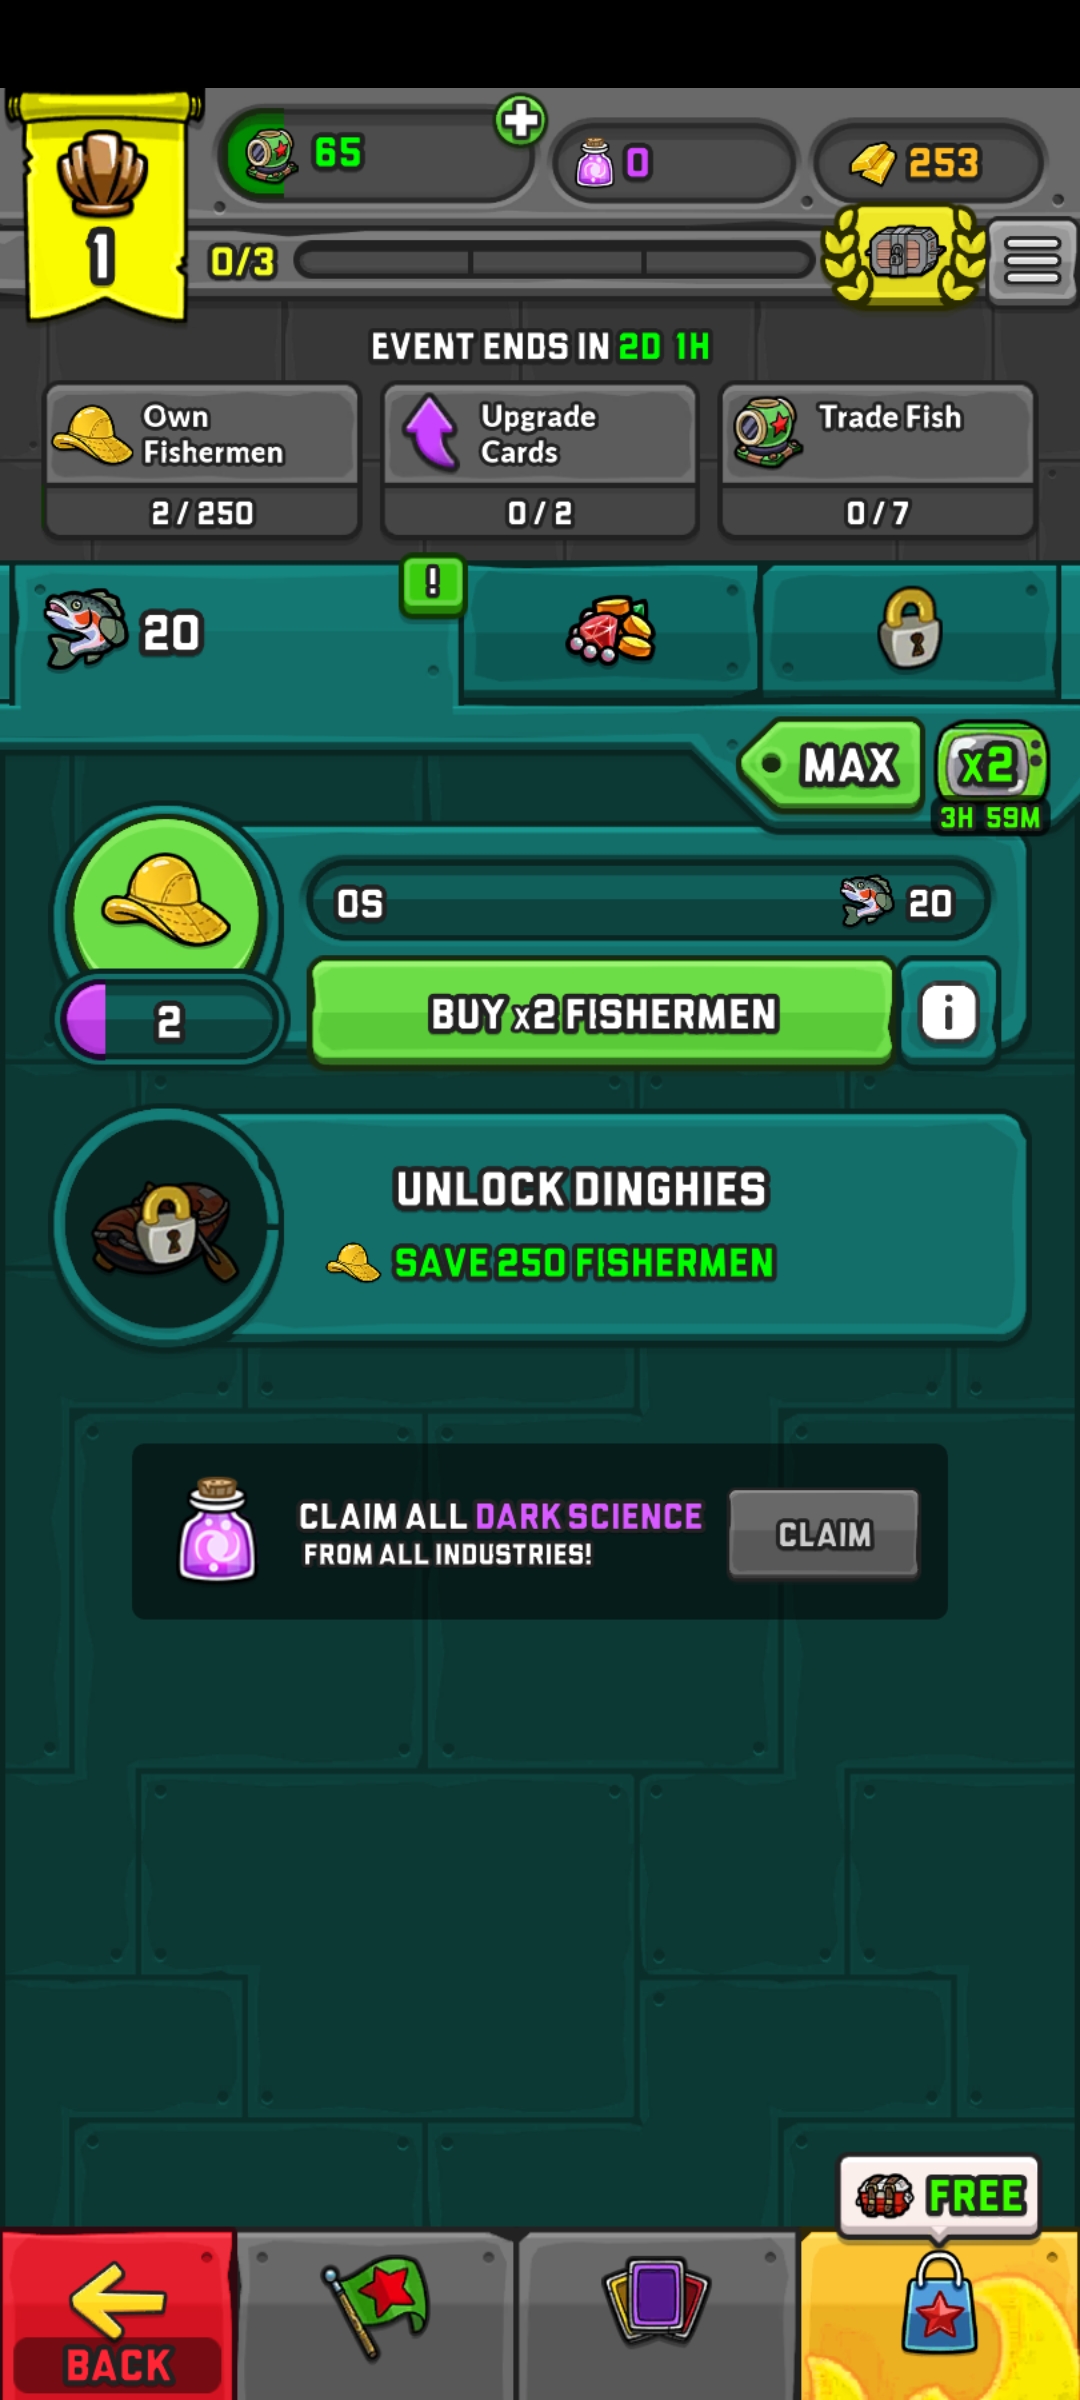 65
0
253
1
0/3
EVENT ENDS IN 2D 1H
Own
Fishermen
2 / 250
Upgrade
Cards
0 / 2
Trade Fish
0 / 7
20
!
MAX
x2
3H 59M
0S
20
2
BUY x2 FISHERMEN
i
UNLOCK DINGHIES
SAVE 250 FISHERMEN
CLAIM ALL DARK SCIENCE
FROM ALL INDUSTRIES!
CLAIM
FREE
BACK